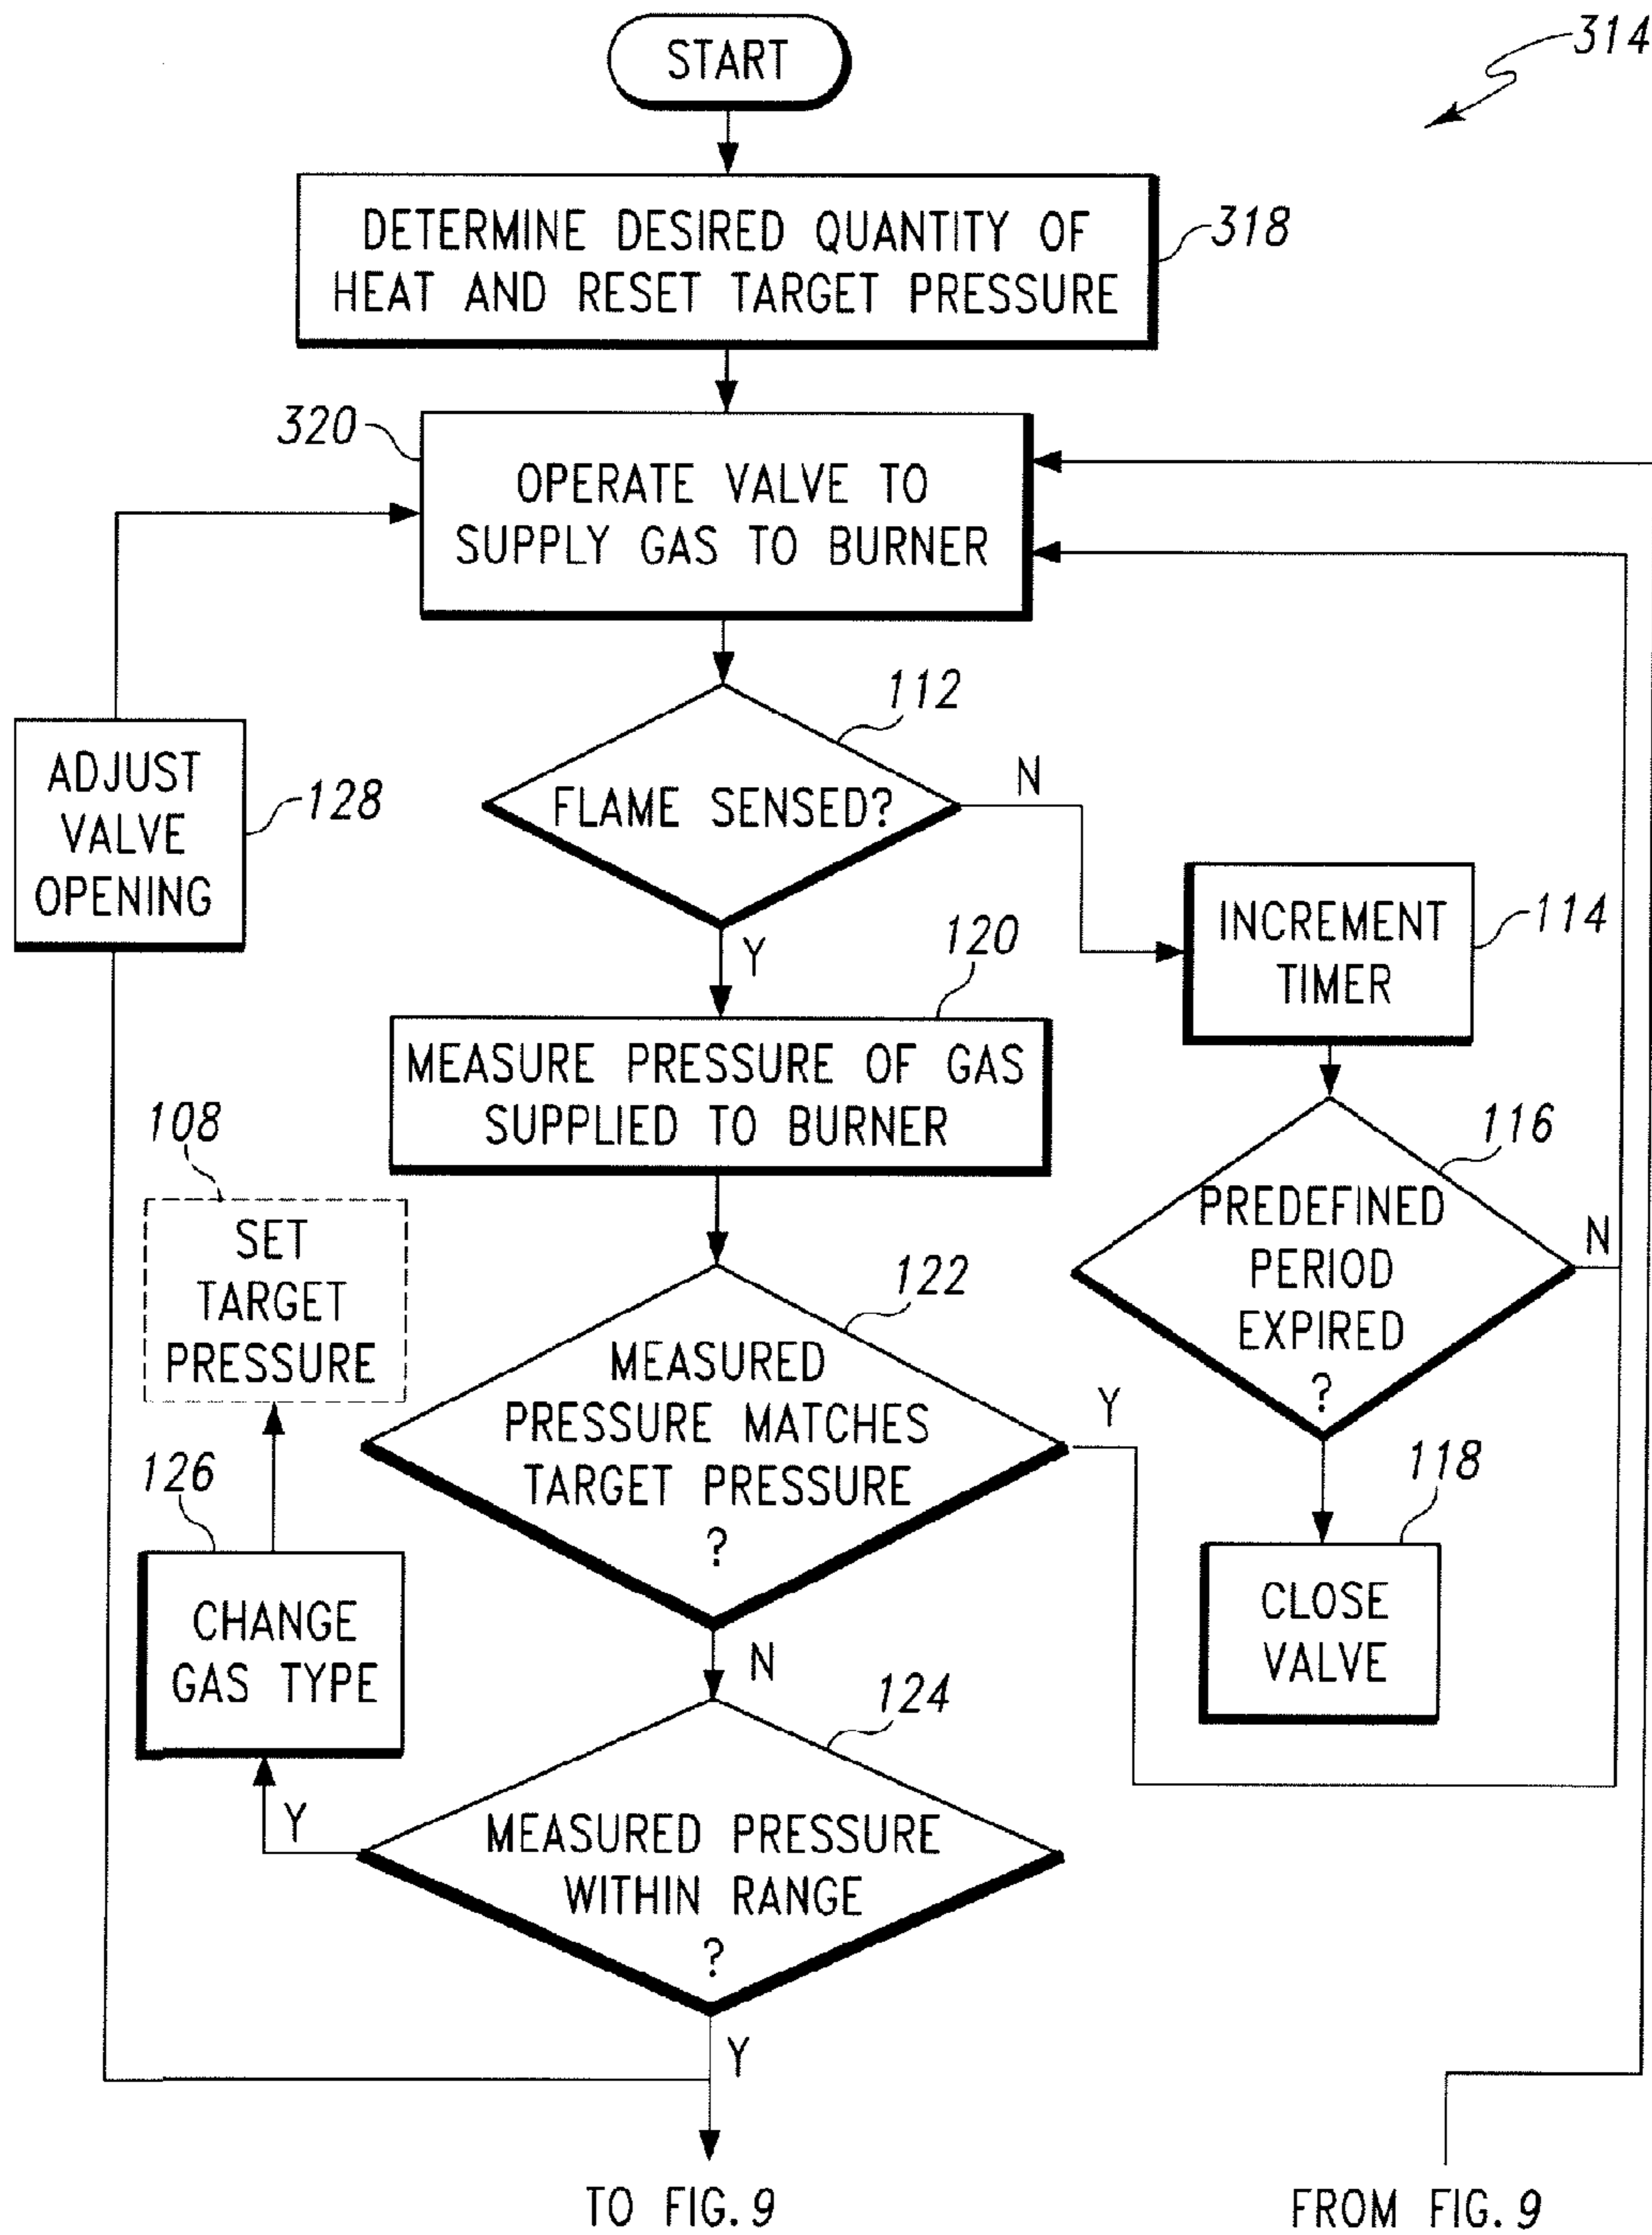 START
314
DETERMINE DESIRED QUANTITY OF
HEAT AND RESET TARGET PRESSURE
318
320
OPERATE VALVE TO
SUPPLY GAS TO BURNER
112
FLAME SENSED?
N
Y
ADJUST
VALVE
OPENING
128
INCREMENT
TIMER
114
120
MEASURE PRESSURE OF GAS
SUPPLIED TO BURNER
116
PREDEFINED
PERIOD
EXPIRED
?
N
108
SET
TARGET
PRESSURE
122
MEASURED
PRESSURE MATCHES
TARGET PRESSURE
?
Y
N
118
CLOSE
VALVE
126
CHANGE
GAS TYPE
124
MEASURED PRESSURE
WITHIN RANGE
?
Y
Y
TO FIG. 9
FROM FIG. 9